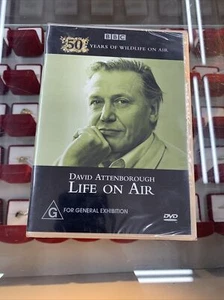 BBC
50 YEARS OF WILDLIFE ON AIR
DAVID ATTENBOROUGH
LIFE ON AIR
G FOR GENERAL EXHIBITION
DVD